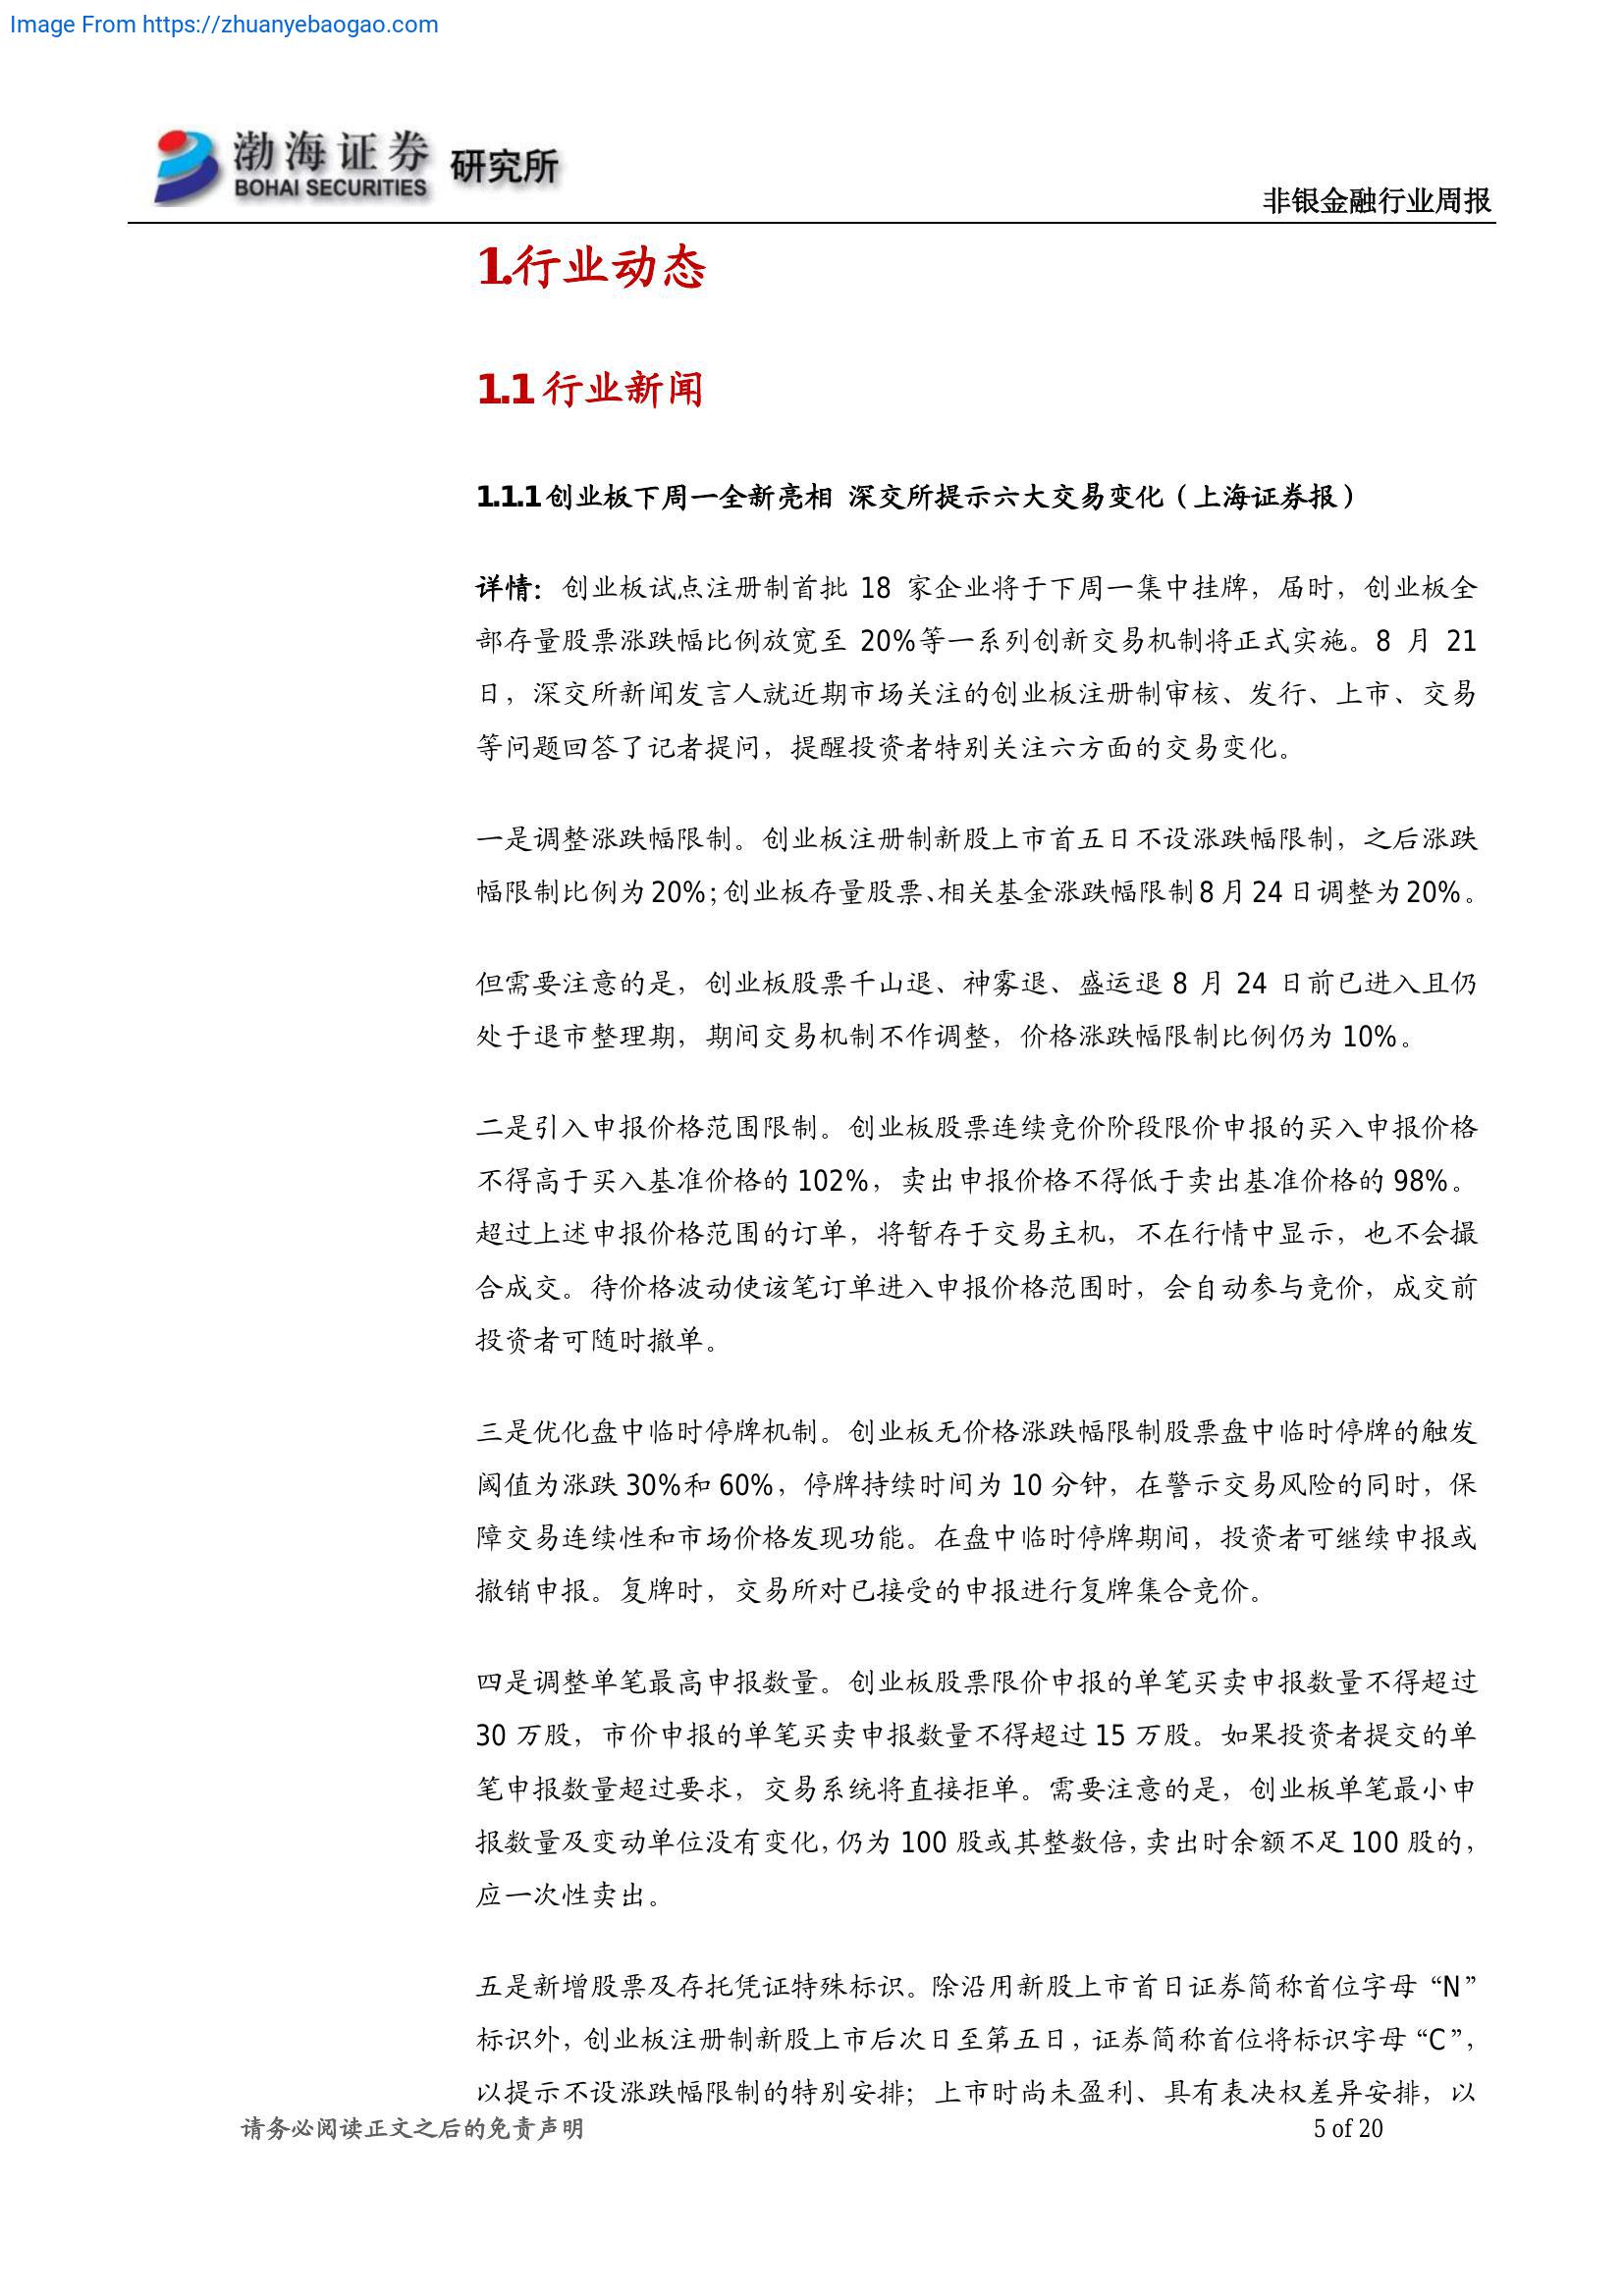 Image From https://zhuanyebaogao.com
渤海证券 研究所
BOHAI SECURITIES
非银金融行业周报
1.行业动态
1.1 行业新闻
1.1.1 创业板下周一全新亮相 深交所提示六大交易变化（上海证券报）
详情：创业板试点注册制首批 18 家企业将于下周一集中挂牌，届时，创业板全
部存量股票涨跌幅比例放宽至 20%等一系列创新交易机制将正式实施。8 月 21
日，深交所新闻发言人就近期市场关注的创业板注册制审核、发行、上市、交易
等问题回答了记者提问，提醒投资者特别关注六方面的交易变化。
一是调整涨跌幅限制。创业板注册制新股上市首五日不设涨跌幅限制，之后涨跌
幅限制比例为 20%；创业板存量股票、相关基金涨跌幅限制 8 月 24 日调整为 20%。
但需要注意的是，创业板股票千山退、神雾退、盛运退 8 月 24 日前已进入且仍
处于退市整理期，期间交易机制不作调整，价格涨跌幅限制比例仍为 10%。
二是引入申报价格范围限制。创业板股票连续竞价阶段限价申报的买入申报价格
不得高于买入基准价格的 102%，卖出申报价格不得低于卖出基准价格的 98%。
超过上述申报价格范围的订单，将暂存于交易主机，不在行情中显示，也不会撮
合成交。待价格波动使该笔订单进入申报价格范围时，会自动参与竞价，成交前
投资者可随时撤单。
三是优化盘中临时停牌机制。创业板无价格涨跌幅限制股票盘中临时停牌的触发
阈值为涨跌 30%和 60%，停牌持续时间为 10 分钟，在警示交易风险的同时，保
障交易连续性和市场价格发现功能。在盘中临时停牌期间，投资者可继续申报或
撤销申报。复牌时，交易所对已接受的申报进行复牌集合竞价。
四是调整单笔最高申报数量。创业板股票限价申报的单笔买卖申报数量不得超过
30 万股，市价申报的单笔买卖申报数量不得超过 15 万股。如果投资者提交的单
笔申报数量超过要求，交易系统将直接拒单。需要注意的是，创业板单笔最小申
报数量及变动单位没有变化，仍为 100 股或其整数倍，卖出时余额不足 100 股的，
应一次性卖出。
五是新增股票及存托凭证特殊标识。除沿用新股上市首日证券简称首位字母“N”
标识外，创业板注册制新股上市后次日至第五日，证券简称首位将标识字母“C”，
以提示不设涨跌幅限制的特别安排；上市时尚未盈利、具有表决权差异安排，以
请务必阅读正文之后的免责声明
5 of 20